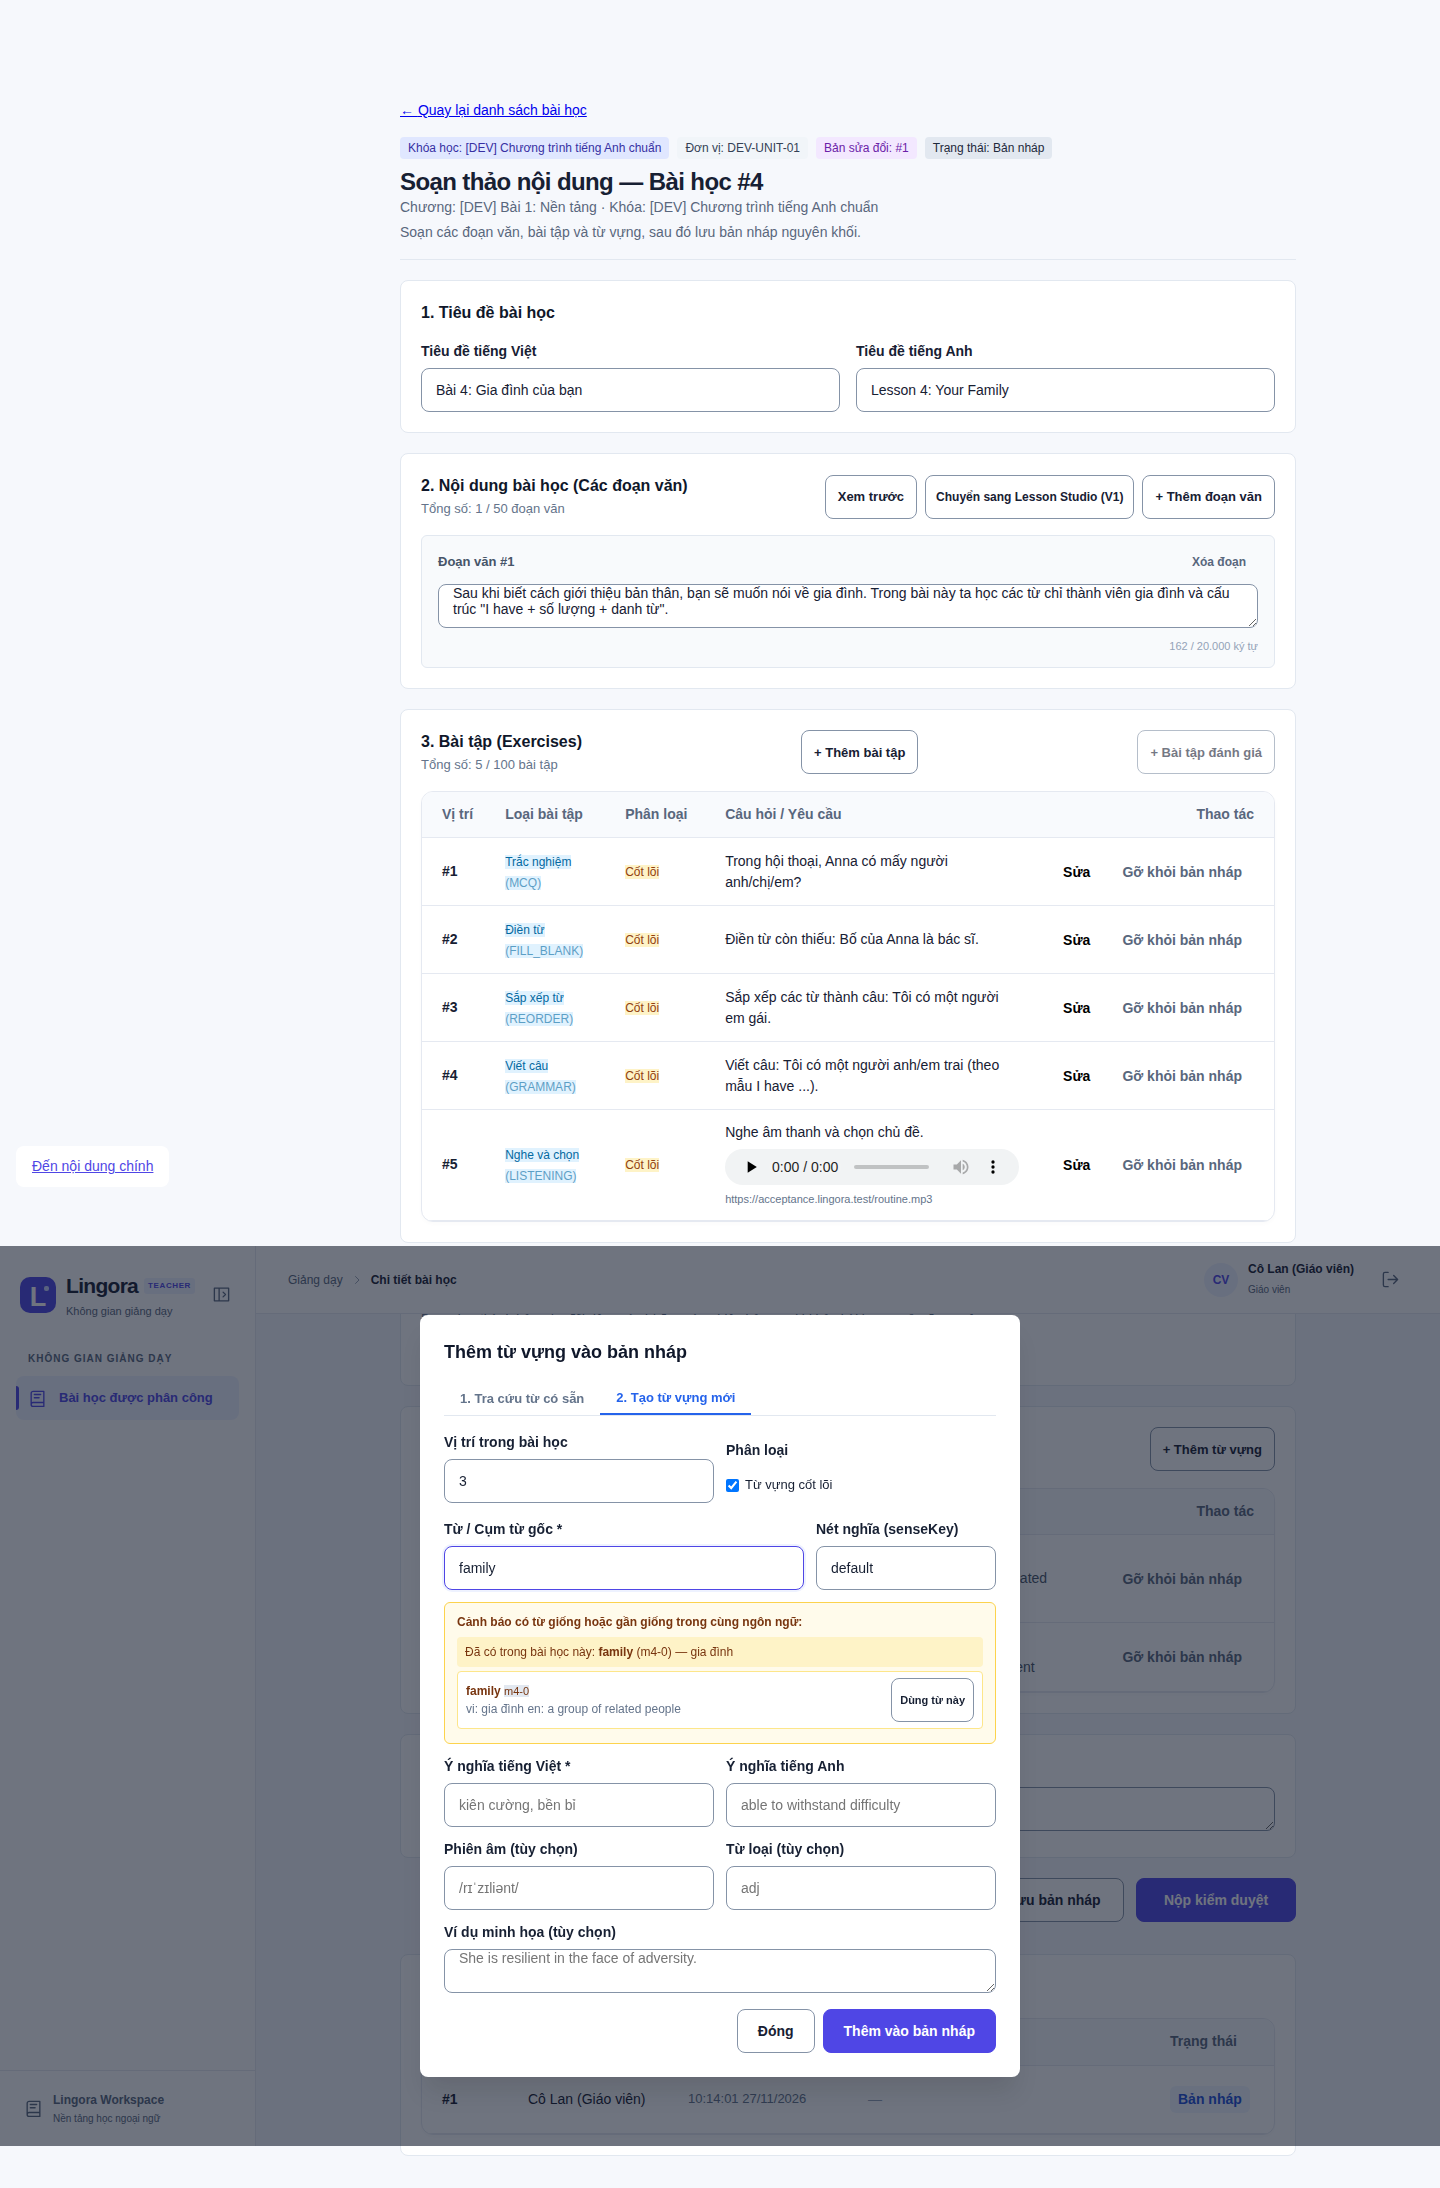 ← Quay lại danh sách bài học
Khóa học: [DEV] Chương trình tiếng Anh chuẩn
Đơn vị: DEV-UNIT-01
Bản sửa đổi: #1
Trạng thái: Bản nháp
Soạn thảo nội dung — Bài học #4
Chương: [DEV] Bài 1: Nền tảng · Khóa: [DEV] Chương trình tiếng Anh chuẩn
Soạn các đoạn văn, bài tập và từ vựng, sau đó lưu bản nháp nguyên khối.
1. Tiêu đề bài học
Tiêu đề tiếng Việt
Tiêu đề tiếng Anh
Bài 4: Gia đình của bạn
Lesson 4: Your Family
2. Nội dung bài học (Các đoạn văn)
Tổng số: 1 / 50 đoạn văn
Xem trước
Chuyển sang Lesson Studio (V1)
+ Thêm đoạn văn
Đoạn văn #1
Xóa đoạn
Sau khi biết cách giới thiệu bản thân, bạn sẽ muốn nói về gia đình. Trong bài này ta học các từ chỉ thành viên gia đình và cấu
trúc "I have + số lượng + danh từ".
162 / 20.000 ký tự
3. Bài tập (Exercises)
Tổng số: 5 / 100 bài tập
+ Thêm bài tập
+ Bài tập đánh giá
Vị trí
Loại bài tập
Phân loại
Câu hỏi / Yêu cầu
Thao tác
#1
Trắc nghiệm
(MCQ)
Cốt lõi
Trong hội thoại, Anna có mấy người
anh/chị/em?
Sửa
Gỡ khỏi bản nháp
#2
Điền từ
(FILL_BLANK)
Cốt lõi
Điền từ còn thiếu: Bố của Anna là bác sĩ.
Sửa
Gỡ khỏi bản nháp
#3
Sắp xếp từ
(REORDER)
Cốt lõi
Sắp xếp các từ thành câu: Tôi có một người
em gái.
Sửa
Gỡ khỏi bản nháp
#4
Viết câu
(GRAMMAR)
Cốt lõi
Viết câu: Tôi có một người anh/em trai (theo
mẫu I have ...).
Sửa
Gỡ khỏi bản nháp
Đến nội dung chính
#5
Nghe và chọn
(LISTENING)
Cốt lõi
Nghe âm thanh và chọn chủ đề.
0:00 / 0:00
https://acceptance.lingora.test/routine.mp3
Sửa
Gỡ khỏi bản nháp
Lingora TEACHER
Không gian giảng dạy
Giảng dạy
Chi tiết bài học
CV
Cô Lan (Giáo viên)
Giáo viên
KHÔNG GIAN GIẢNG DẠY
Bài học được phân công
Thêm từ vựng vào bản nháp
1. Tra cứu từ có sẵn
2. Tạo từ vựng mới
Vị trí trong bài học
3
Phân loại
Từ vựng cốt lõi
Từ / Cụm từ gốc *
family
Nét nghĩa (senseKey)
default
Cảnh báo có từ giống hoặc gần giống trong cùng ngôn ngữ:
Đã có trong bài học này: family (m4-0) — gia đình
family m4-0
vi: gia đình en: a group of related people
Dùng từ này
Ý nghĩa tiếng Việt *
kiên cường, bền bỉ
Ý nghĩa tiếng Anh
able to withstand difficulty
Phiên âm (tùy chọn)
/rɪˈzɪliənt/
Từ loại (tùy chọn)
adj
Ví dụ minh họa (tùy chọn)
She is resilient in the face of adversity.
Đóng
Thêm vào bản nháp
+ Thêm từ vựng
Thao tác
ated
Gỡ khỏi bản nháp
ent
Gỡ khỏi bản nháp
ưu bản nháp
Nộp kiểm duyệt
Trạng thái
#1
Cô Lan (Giáo viên)
10:14:01 27/11/2026
—
Bản nháp
Lingora Workspace
Nền tảng học ngoại ngữ